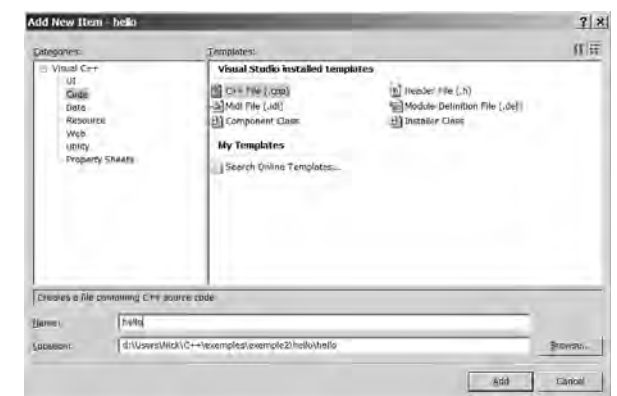 Add New Item - hello
Categories:
Templates:
Visual C++
UI
Code
Data
Resource
Web
Utility
Property Sheets
Visual Studio installed templates
C++ File (.cpp)
Header File (.h)
Midl File (.idl)
Module-Definition File (.def)
Component Class
Installer Class
My Templates
Search Online Templates...
Creates a file containing C++ source code
Name:
hello
Location:
d:\Users\Nick\C++\examples\example2\hello\hello
Browse...
Add
Cancel